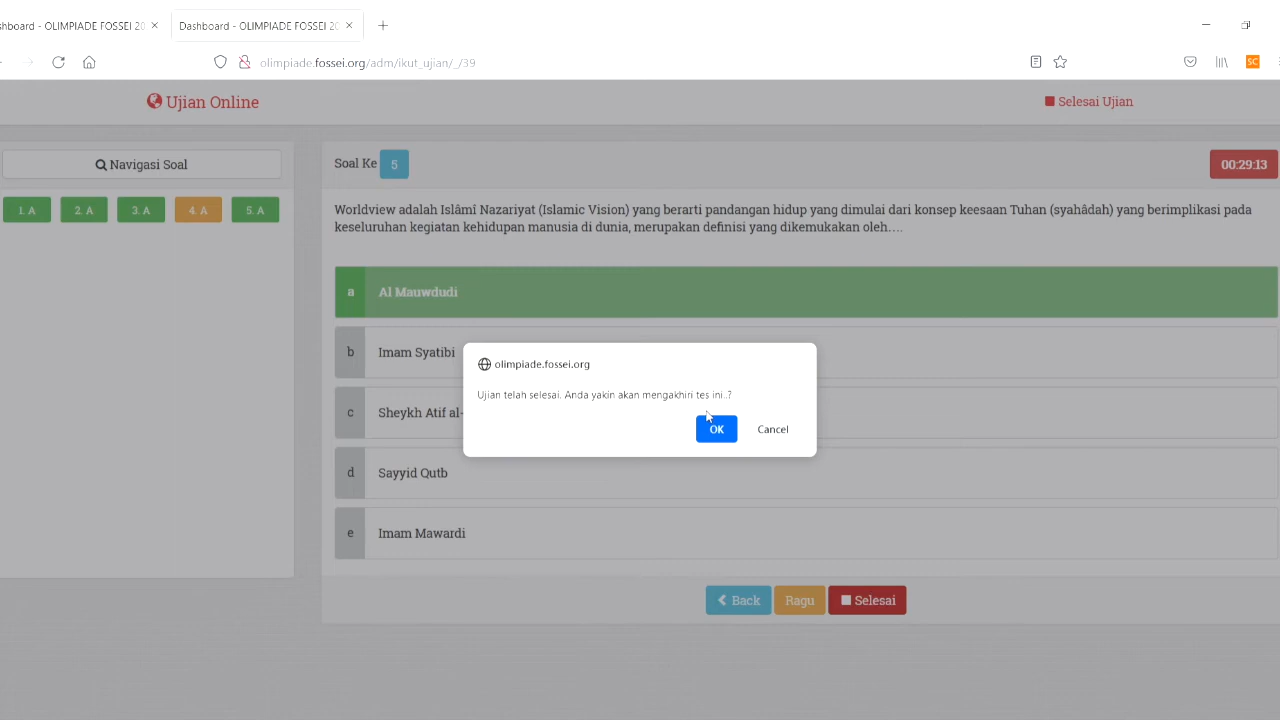 shboard - OLIMPIADE FOSSEI 20
Dashboard - OLIMPIADE FOSSEI 20
olimpiade.fossei.org/adm/ikut_ujian/_/39
SC
Ujian Online
Selesai Ujian
Navigasi Soal
1. A
2. A
3. A
4. A
5. A
Soal Ke 5
00:29:13
Worldview adalah Islâmî Nazariyat (Islamic Vision) yang berarti pandangan hidup yang dimulai dari konsep keesaan Tuhan (syahâdah) yang berimplikasi pada
keseluruhan kegiatan kehidupan manusia di dunia, merupakan definisi yang dikemukakan oleh....
a Al Mauwdudi
b Imam Syatibi
c Sheykh Atif al-
d Sayyid Qutb
e Imam Mawardi
olimpiade.fossei.org
Ujian telah selesai. Anda yakin akan mengakhiri tes ini..?
OK
Cancel
Back
Ragu
Selesai